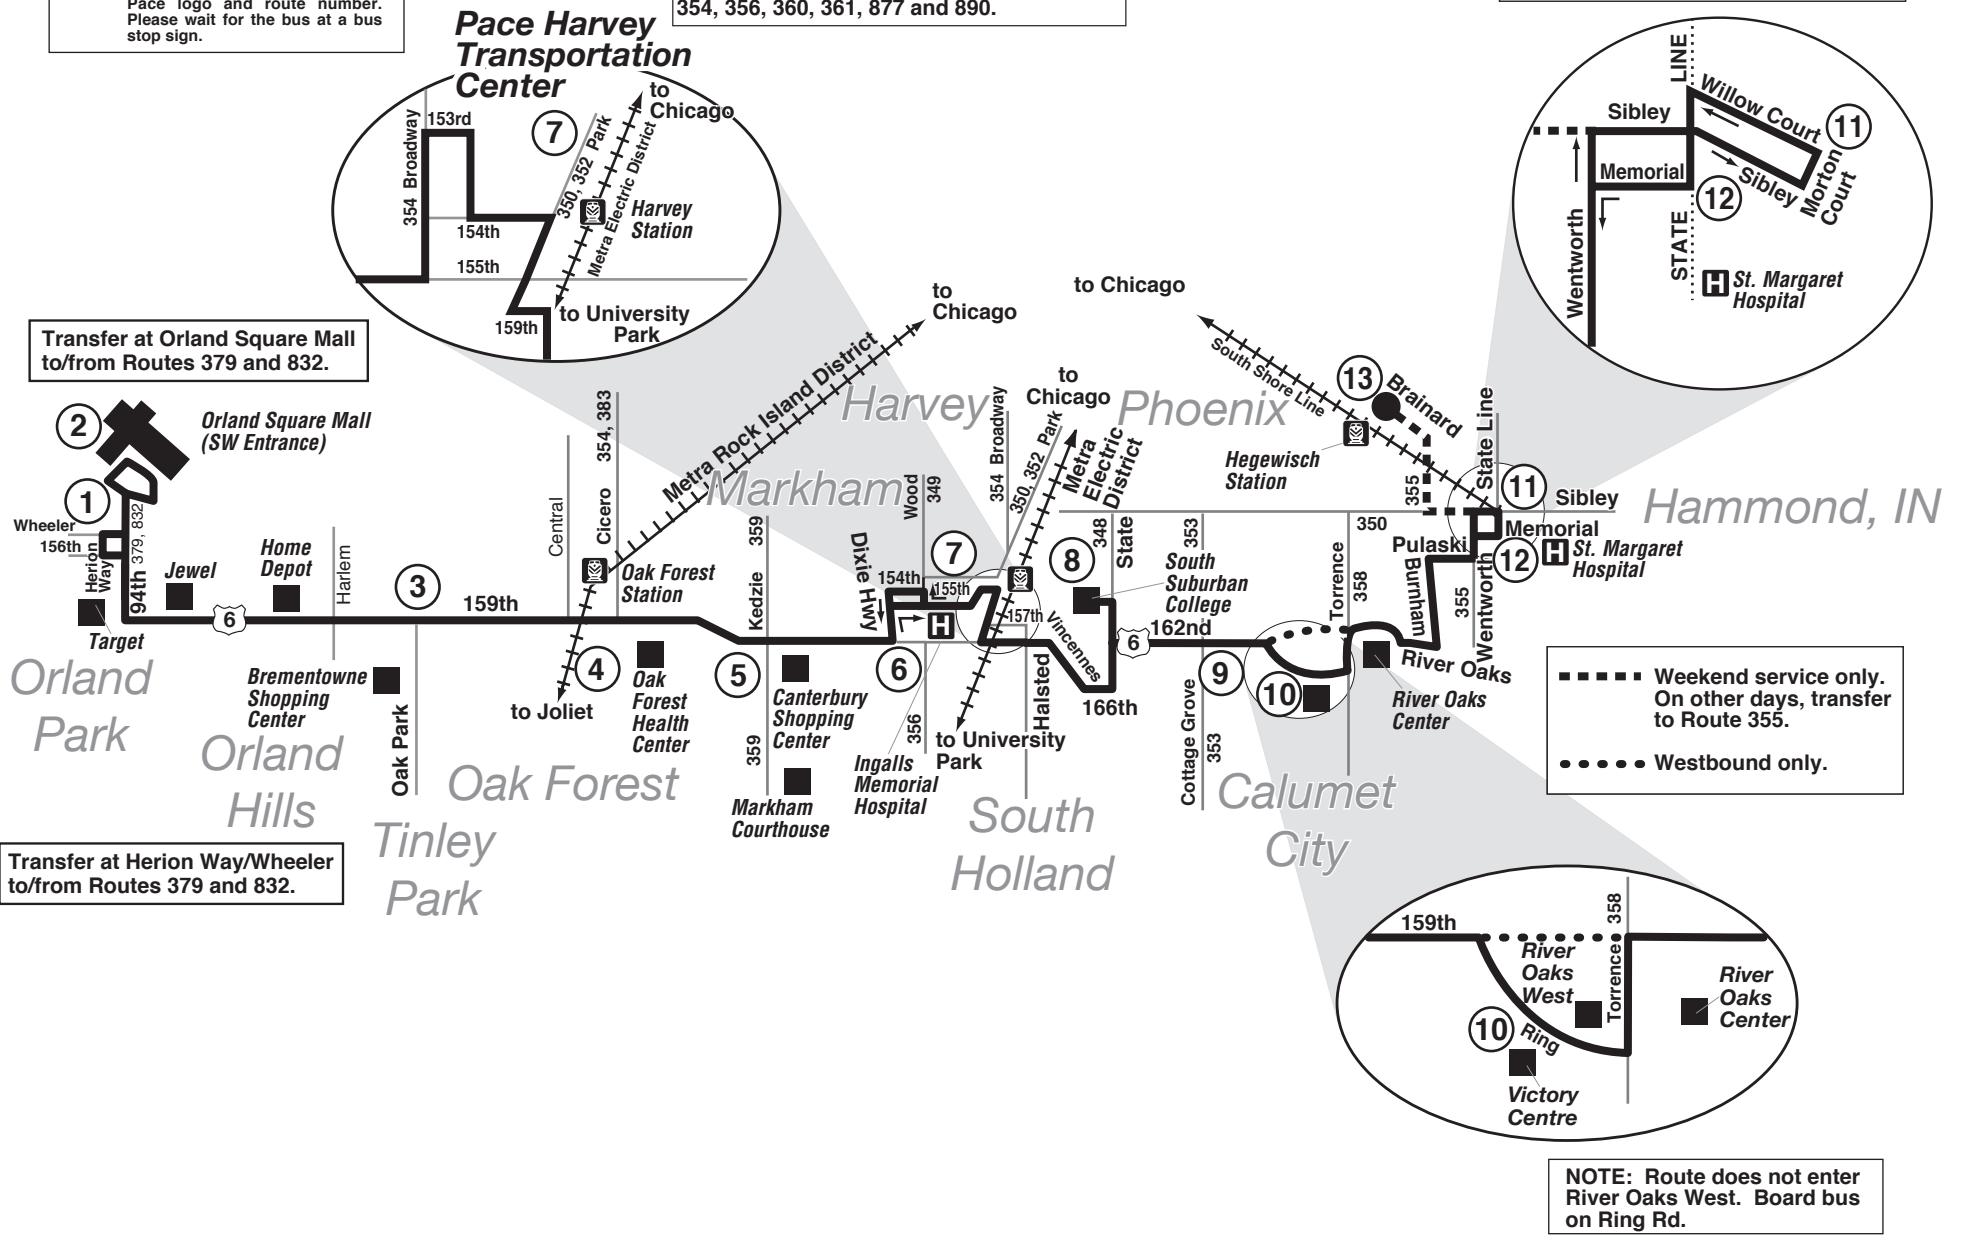 Pace logo and route number.
Please wait for the bus at a bus
stop sign.
354, 356, 360, 361, 877 and 890.
Pace Harvey
Transportation
Center
to
Chicago
153rd
7
354 Broadway
350, 352 Park
Metra Electric District
Harvey
Station
154th
155th
159th
to University
Park
LINE
Willow Court
Sibley
11
Memorial
Sibley
Morton
Court
12
Wentworth
STATE
H
St. Margaret
Hospital
Transfer at Orland Square Mall
to/from Routes 379 and 832.
2
Orland Square Mall
(SW Entrance)
1
Wheeler
156th
Herion
Way
379, 832
94th
Target
Jewel
Home
Depot
6
Harlem
3
159th
Central
Cicero
354, 383
Metra Rock Island District
to
Chicago
Oak Forest
Station
4
to Joliet
Oak
Forest
Health
Center
Brementowne
Shopping
Center
Oak Park
Orland
Park
Orland
Hills
Tinley
Park
Oak Forest
Transfer at Herion Way/Wheeler
to/from Routes 379 and 832.
Markham
Harvey
Phoenix
359
Kedzie
5
359
Canterbury
Shopping
Center
Markham
Courthouse
Dixie Hwy
Wood
349
154th
155th
H
6
356
Ingalls
Memorial
Hospital
7
354 Broadway
350, 352 Park
to
Chicago
Metra
Electric
District
157th
Vincennes
Halsted
to University
Park
South
Holland
8
348
State
South
Suburban
College
6
162nd
166th
353
9
Cottage Grove
353
Calumet
City
to Chicago
South Shore Line
13
Brainard
Hegewisch
Station
355
State Line
11
Sibley
350
Memorial
Pulaski
12
H
St. Margaret
Hospital
Hammond, IN
Burnham
355
Wentworth
Torrence
358
10
River Oaks
River Oaks
Center
Weekend service only.
On other days, transfer
to Route 355.
Westbound only.
159th
358
River
Oaks
West
Torrence
River
Oaks
Center
10
Ring
Victory
Centre
NOTE: Route does not enter
River Oaks West. Board bus
on Ring Rd.